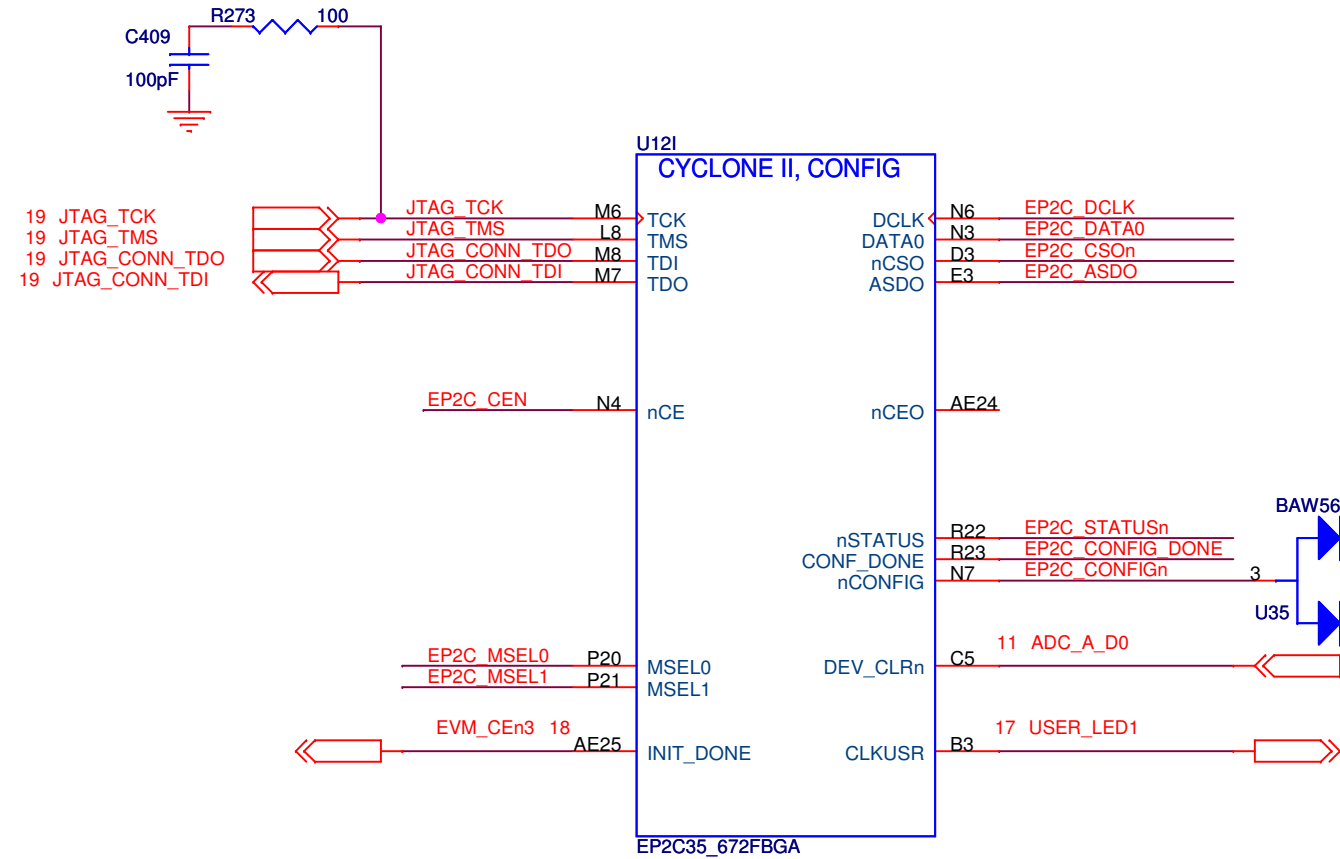 R273 100
C409
100pF
U12I
CYCLONE II, CONFIG
19 JTAG_TCK JTAG_TCK M6 TCK DCLK N6 EP2C_DCLK
19 JTAG_TMS JTAG_TMS L8 TMS DATA0 N3 EP2C_DATA0
19 JTAG_CONN_TDO JTAG_CONN_TDO M8 TDI nCSO D3 EP2C_CSOn
19 JTAG_CONN_TDI JTAG_CONN_TDI M7 TDO ASDO E3 EP2C_ASDO
EP2C_CEN N4 nCE nCEO AE24
BAW56
nSTATUS R22 EP2C_STATUSn
CONF_DONE R23 EP2C_CONFIG_DONE
nCONFIG N7 EP2C_CONFIGn 3
U35
11 ADC_A_D0
EP2C_MSEL0 P20 MSEL0 DEV_CLRn C5
EP2C_MSEL1 P21 MSEL1
EVM_CEn3 18 17 USER_LED1
AE25 INIT_DONE CLKUSR B3
EP2C35_672FBGA